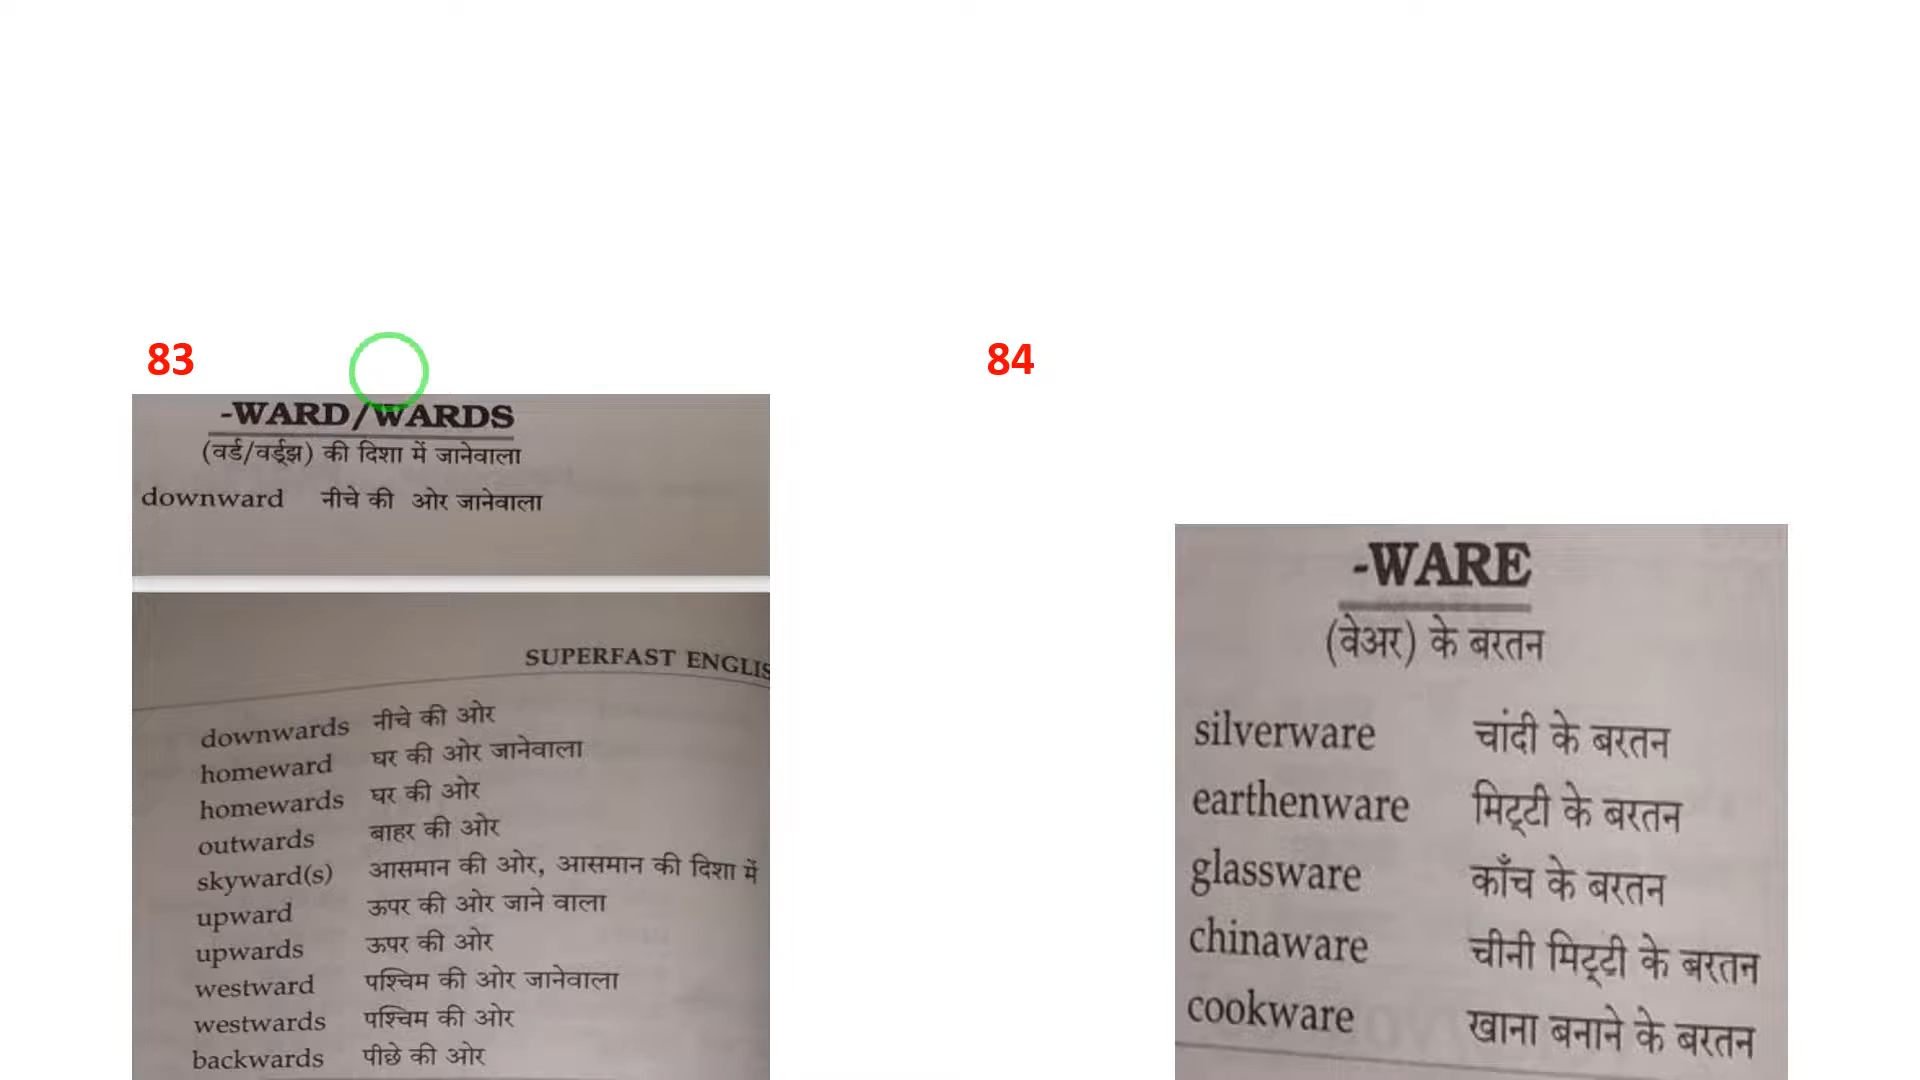 83
-WARD/WARDS
(वर्ड/वर्ड्झ) की दिशा में जानेवाला
downward नीचे की ओर जानेवाला
SUPERFAST ENGLIS
downwards नीचे की ओर
homeward घर की ओर जानेवाला
homewards घर की ओर
outwards बाहर की ओर
skyward(s) आसमान की ओर, आसमान की दिशा में
upward ऊपर की ओर जाने वाला
upwards ऊपर की ओर
westward पश्चिम की ओर जानेवाला
westwards पश्चिम की ओर
backwards पीछे की ओर
84
-WARE
(वेअर) के बरतन
silverware चांदी के बरतन
earthenware मिट्टी के बरतन
glassware काँच के बरतन
chinaware चीनी मिट्टी के बरतन
cookware खाना बनाने के बरतन